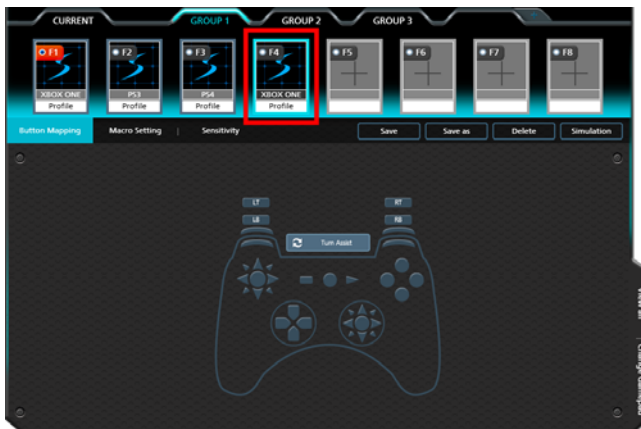 CURRENT GROUP 1 GROUP 2 GROUP 3
F1 F2 F3 F4 F5 F6 F7 F8
XBOX ONE PS3 PS4 XBOX ONE
Profile Profile Profile Profile
Button Mapping Macro Setting | Sensitivity Save Save as Delete Simulation
LT RT
LB RB
Turn Assist
View all